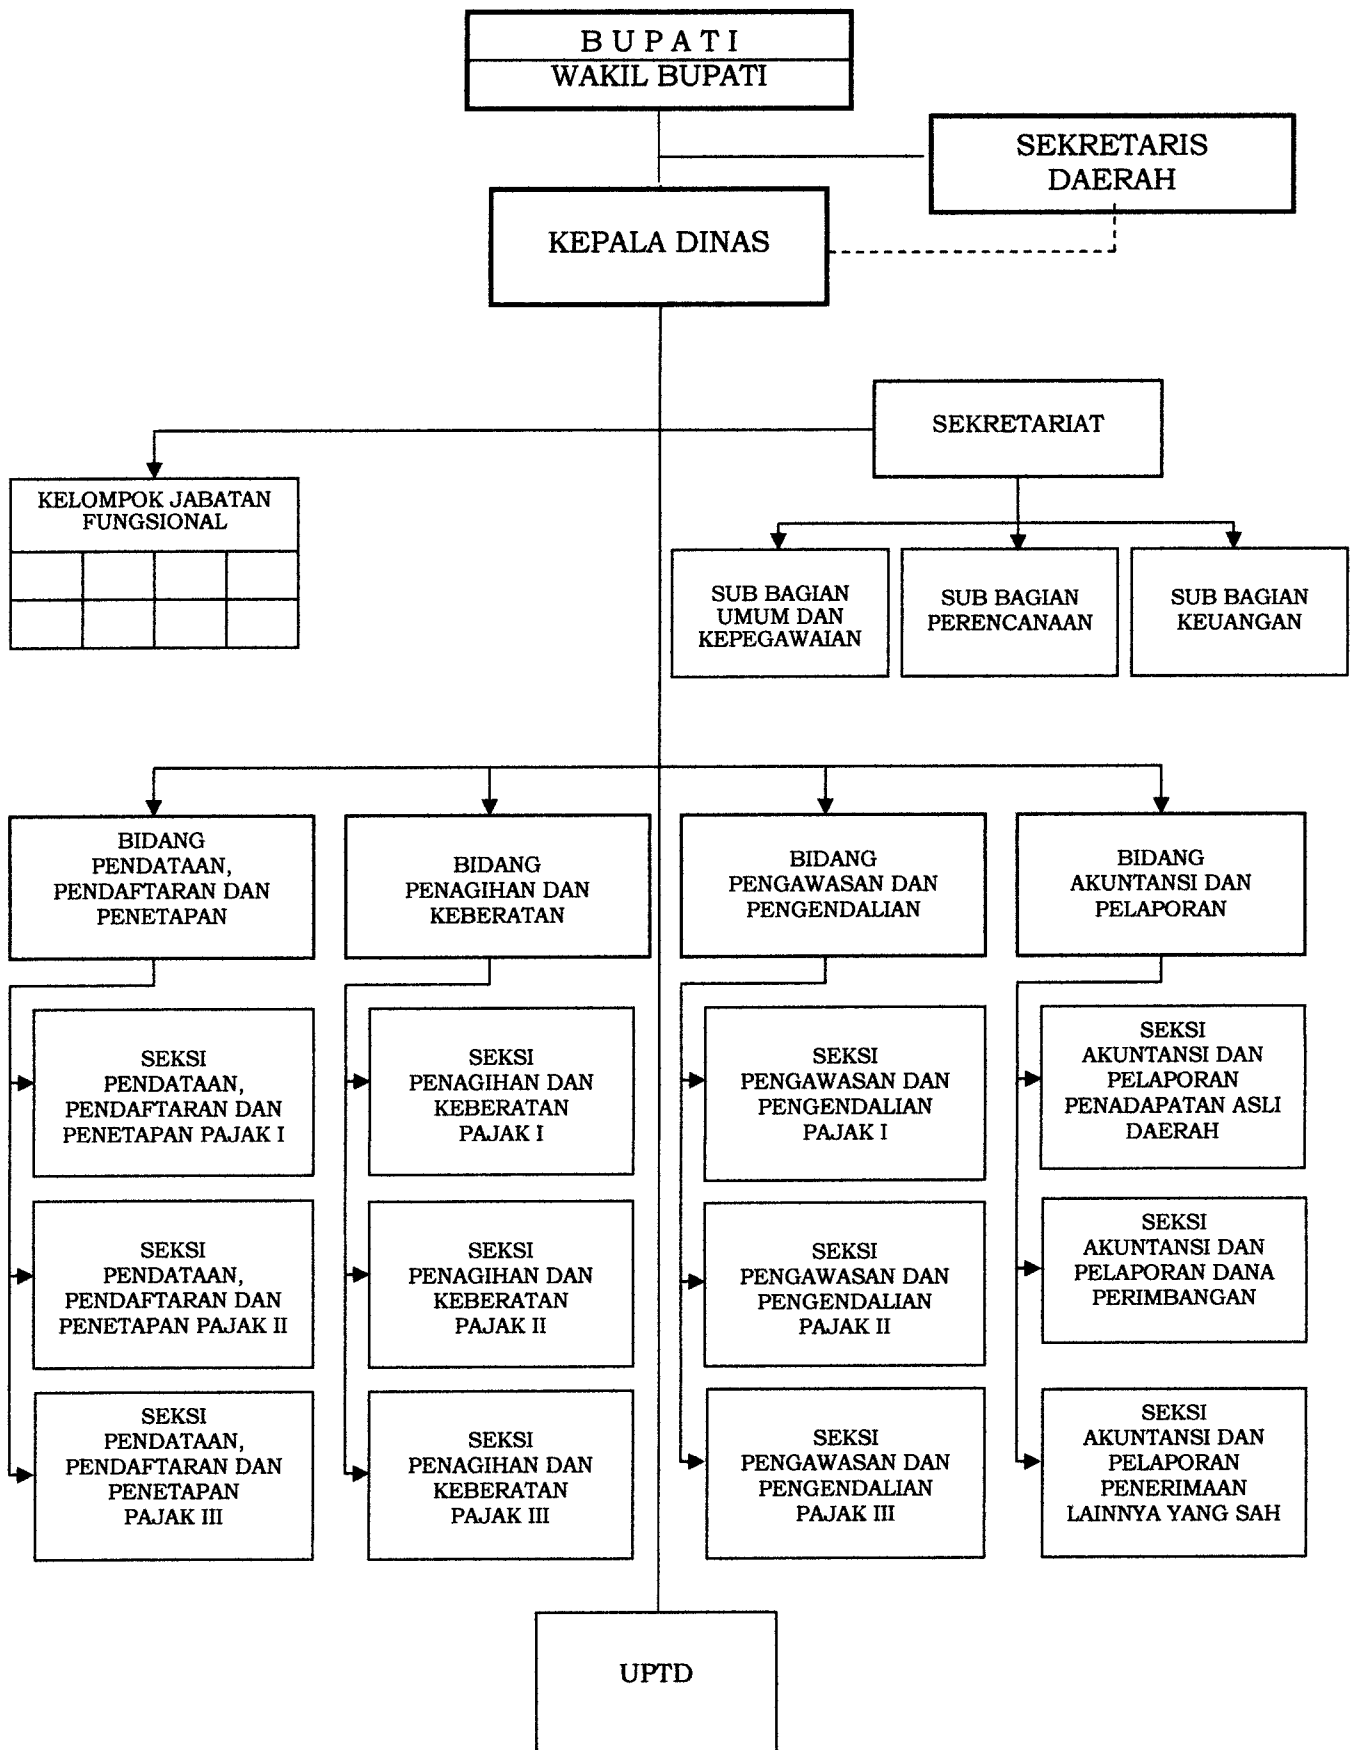 B U P A T I
WAKIL BUPATI
SEKRETARIS
DAERAH
KEPALA DINAS
SEKRETARIAT
KELOMPOK JABATAN
FUNGSIONAL
SUB BAGIAN
UMUM DAN
KEPEGAWAIAN
SUB BAGIAN
PERENCANAAN
SUB BAGIAN
KEUANGAN
BIDANG
PENDATAAN,
PENDAFTARAN DAN
PENETAPAN
BIDANG
PENAGIHAN DAN
KEBERATAN
BIDANG
PENGAWASAN DAN
PENGENDALIAN
BIDANG
AKUNTANSI DAN
PELAPORAN
SEKSI
PENDATAAN,
PENDAFTARAN DAN
PENETAPAN PAJAK I
SEKSI
PENAGIHAN DAN
KEBERATAN
PAJAK I
SEKSI
PENGAWASAN DAN
PENGENDALIAN
PAJAK I
SEKSI
AKUNTANSI DAN
PELAPORAN
PENADAPATAN ASLI
DAERAH
SEKSI
PENDATAAN,
PENDAFTARAN DAN
PENETAPAN PAJAK II
SEKSI
PENAGIHAN DAN
KEBERATAN
PAJAK II
SEKSI
PENGAWASAN DAN
PENGENDALIAN
PAJAK II
SEKSI
AKUNTANSI DAN
PELAPORAN DANA
PERIMBANGAN
SEKSI
PENDATAAN,
PENDAFTARAN DAN
PENETAPAN
PAJAK III
SEKSI
PENAGIHAN DAN
KEBERATAN
PAJAK III
SEKSI
PENGAWASAN DAN
PENGENDALIAN
PAJAK III
SEKSI
AKUNTANSI DAN
PELAPORAN
PENERIMAAN
LAINNYA YANG SAH
UPTD